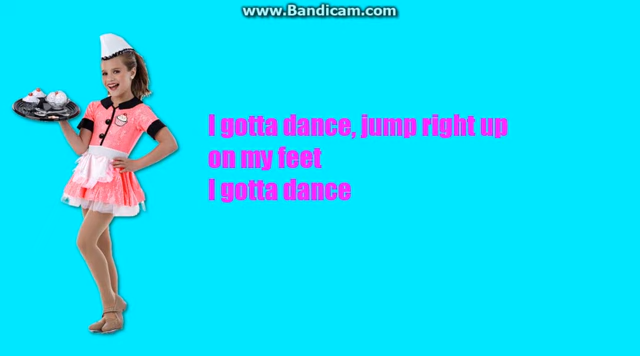 www.Bandicam.com
I gotta dance, jump right up
on my feet
I gotta dance